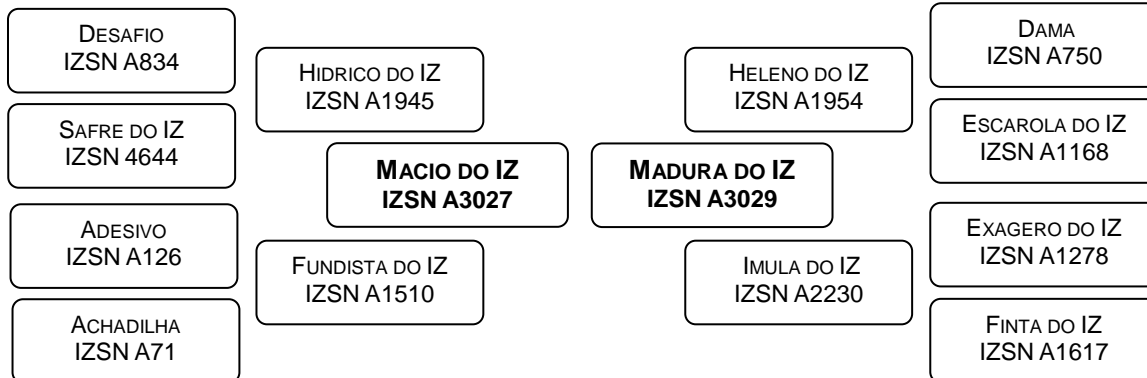 DESAFIO
IZSN A834
HIDRICO DO IZ
IZSN A1945
SAFRE DO IZ
IZSN 4644
MACIO DO IZ
IZSN A3027
ADESIVO
IZSN A126
FUNDISTA DO IZ
IZSN A1510
ACHADILHA
IZSN A71
DAMA
IZSN A750
HELENO DO IZ
IZSN A1954
ESCAROLA DO IZ
IZSN A1168
MADURA DO IZ
IZSN A3029
EXAGERO DO IZ
IZSN A1278
IMULA DO IZ
IZSN A2230
FINTA DO IZ
IZSN A1617